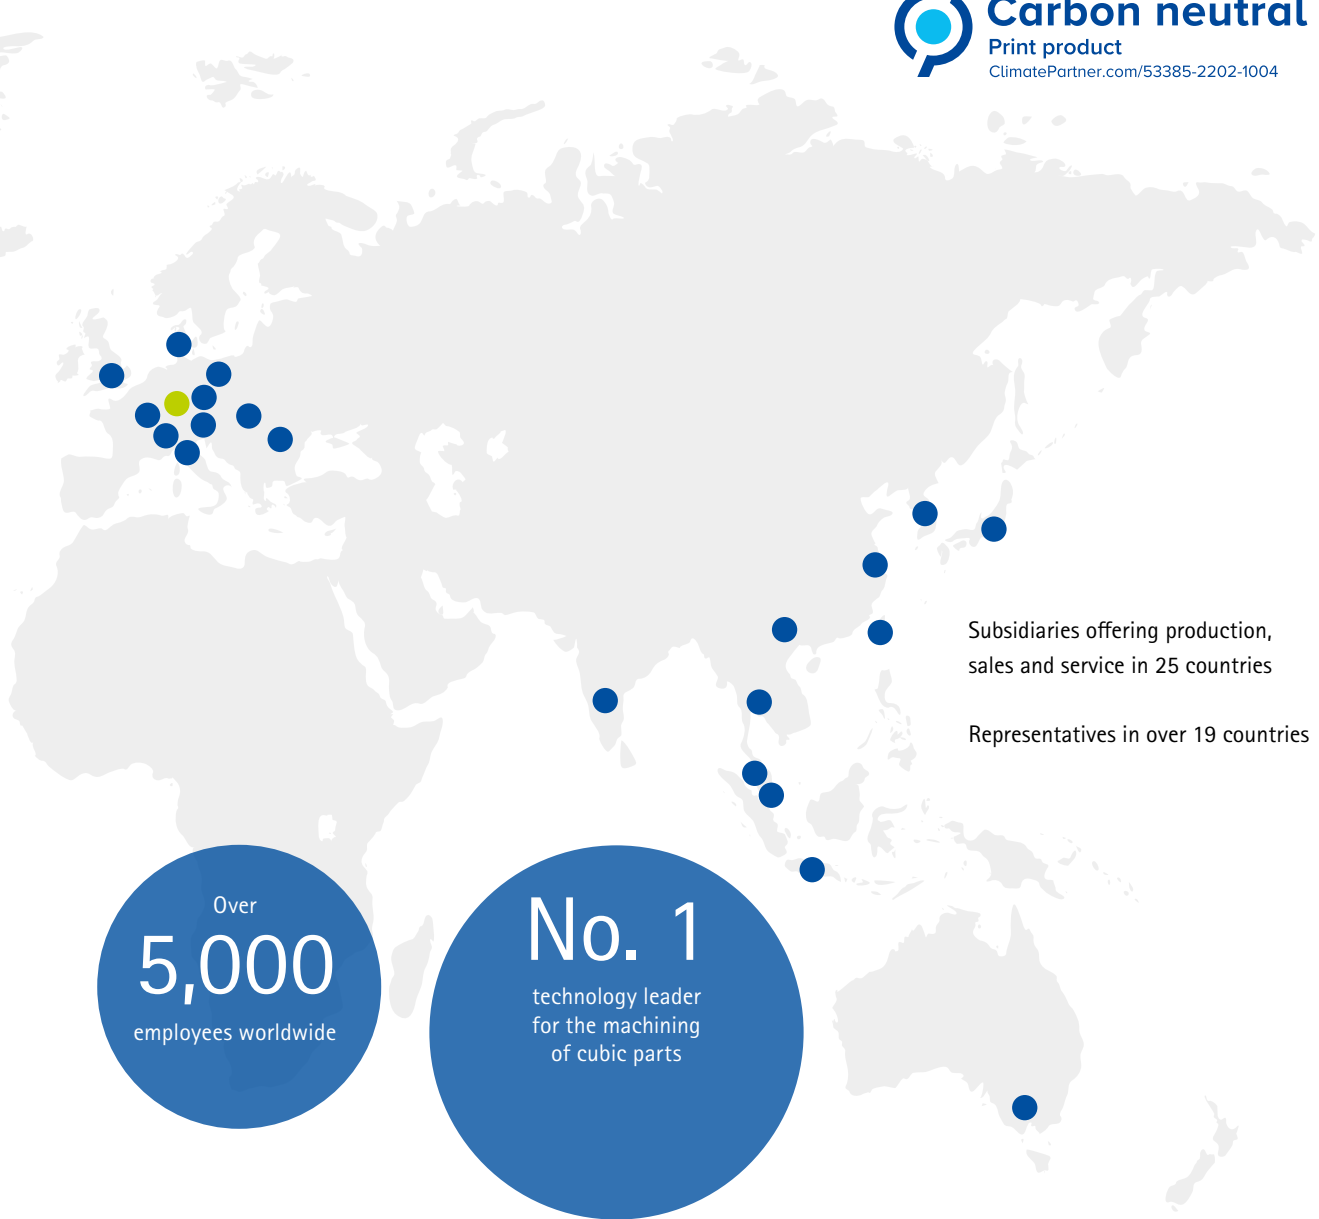 Carbon neutral
Print product
ClimatePartner.com/53385-2202-1004
Subsidiaries offering production,
sales and service in 25 countries
Representatives in over 19 countries
Over
5,000
employees worldwide
No. 1
technology leader
for the machining
of cubic parts